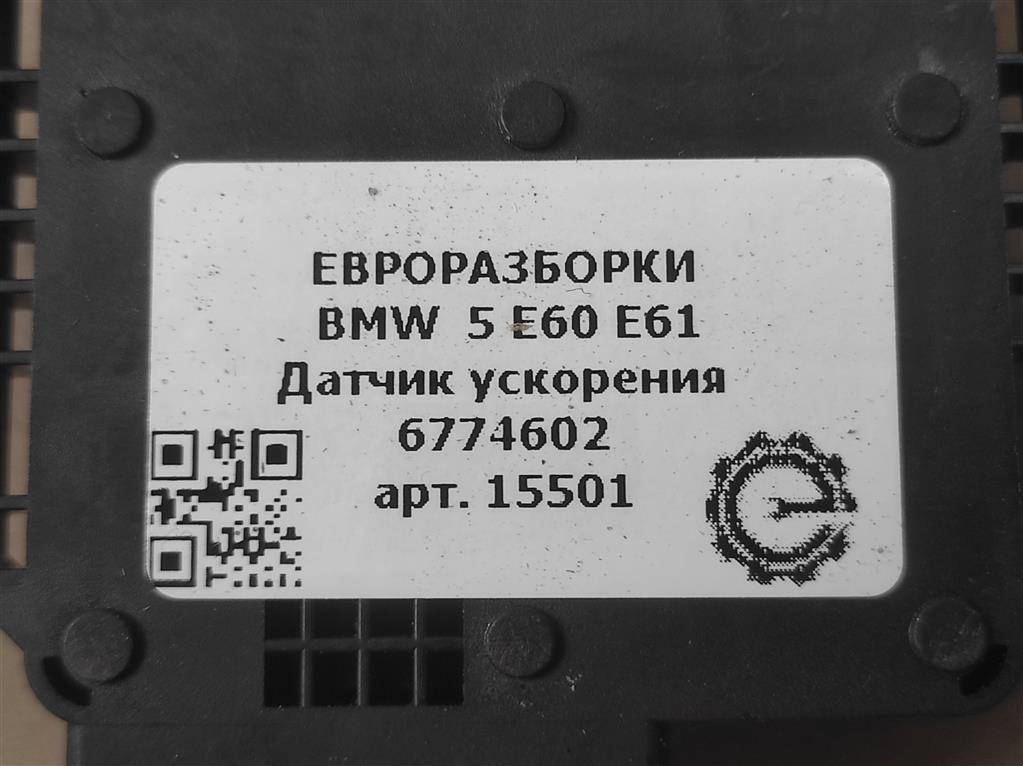 ЕВРОРАЗБОРКИ
BMW 5 E60 E61
Датчик ускорения
6774602
арт. 15501